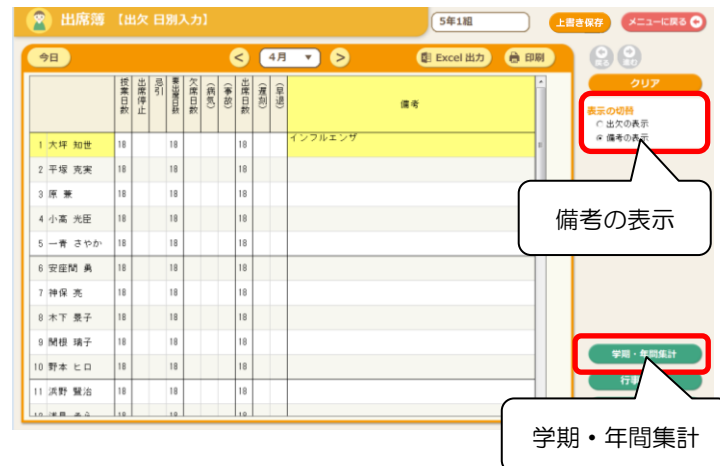 出席簿 【出欠 日別入力】
5年1組
上書き保存
メニューに戻る
今日
4月
Excel 出力
印刷
戻る 進む
クリア
表示の切替
出欠の表示
備考の表示
授業日数 出席停止 忌引 要出席日数 欠席日数 (病気) (事故) 出席日数 (遅刻) (早退) 備考
1 大坪 知世 18 18 18 インフルエンザ
2 平塚 克実 18 18 18
3 原 兼 18 18 18
4 小高 光臣 18 18 18
5 一青 さやか 18 18 18
6 安座間 勇 18 18 18
7 神保 亮 18 18 18
8 木下 景子 18 18 18
9 関根 璃子 18 18 18
10 野本 ヒロ 18 18 18
11 浜野 賢治 18 18 18
備考の表示
学期・年間集計
学期・年間集計